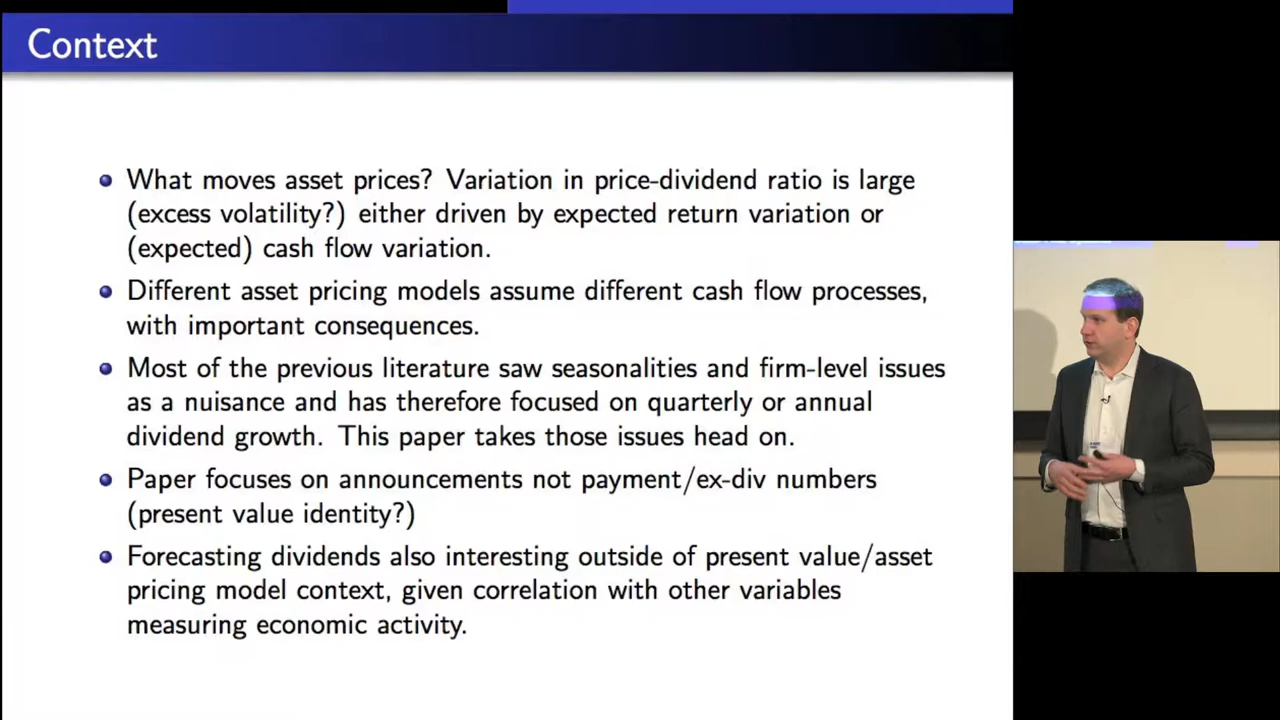 Context
What moves asset prices? Variation in price-dividend ratio is large
(excess volatility?) either driven by expected return variation or
(expected) cash flow variation.
Different asset pricing models assume different cash flow processes,
with important consequences.
Most of the previous literature saw seasonalities and firm-level issues
as a nuisance and has therefore focused on quarterly or annual
dividend growth. This paper takes those issues head on.
Paper focuses on announcements not payment/ex-div numbers
(present value identity?)
Forecasting dividends also interesting outside of present value/asset
pricing model context, given correlation with other variables
measuring economic activity.